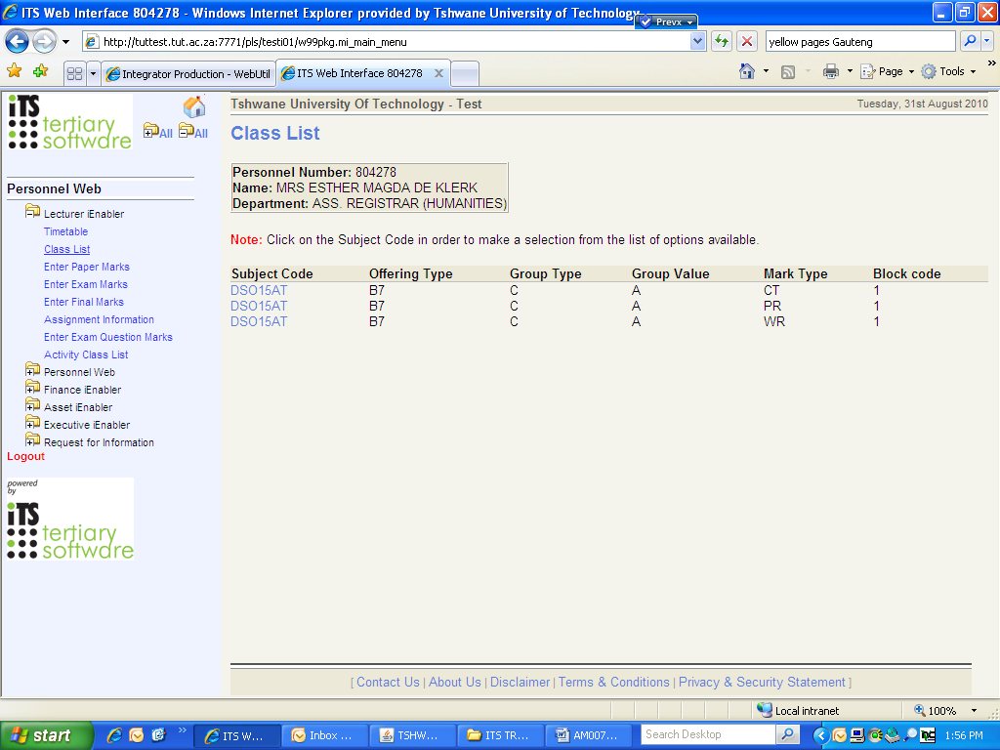 ITS Web Interface 804278 - Windows Internet Explorer provided by Tshwane University of Technology
Prevx
http://tuttest.tut.ac.za:7771/pls/testi01/w99pkg.mi_main_menu
yellow pages Gauteng
Integrator Production - WebUtil
ITS Web Interface 804278
Page
Tools
iTS
tertiary
software
All
All
Tshwane University Of Technology - Test
Tuesday, 31st August 2010
Class List
Personnel Number: 804278
Name: MRS ESTHER MAGDA DE KLERK
Department: ASS. REGISTRAR (HUMANITIES)
Note: Click on the Subject Code in order to make a selection from the list of options available.
Subject Code Offering Type Group Type Group Value Mark Type Block code
DSO15AT B7 C A CT 1
DSO15AT B7 C A PR 1
DSO15AT B7 C A WR 1
Personnel Web
Lecturer iEnabler
Timetable
Class List
Enter Paper Marks
Enter Exam Marks
Enter Final Marks
Assignment Information
Enter Exam Question Marks
Activity Class List
Personnel Web
Finance iEnabler
Asset iEnabler
Executive iEnabler
Request for Information
Logout
powered
by
iTS
tertiary
software
[ Contact Us | About Us | Disclaimer | Terms & Conditions | Privacy & Security Statement ]
Local intranet
100%
start
ITS W...
Inbox ...
TSHW...
ITS TR...
AM007...
Search Desktop
1:56 PM